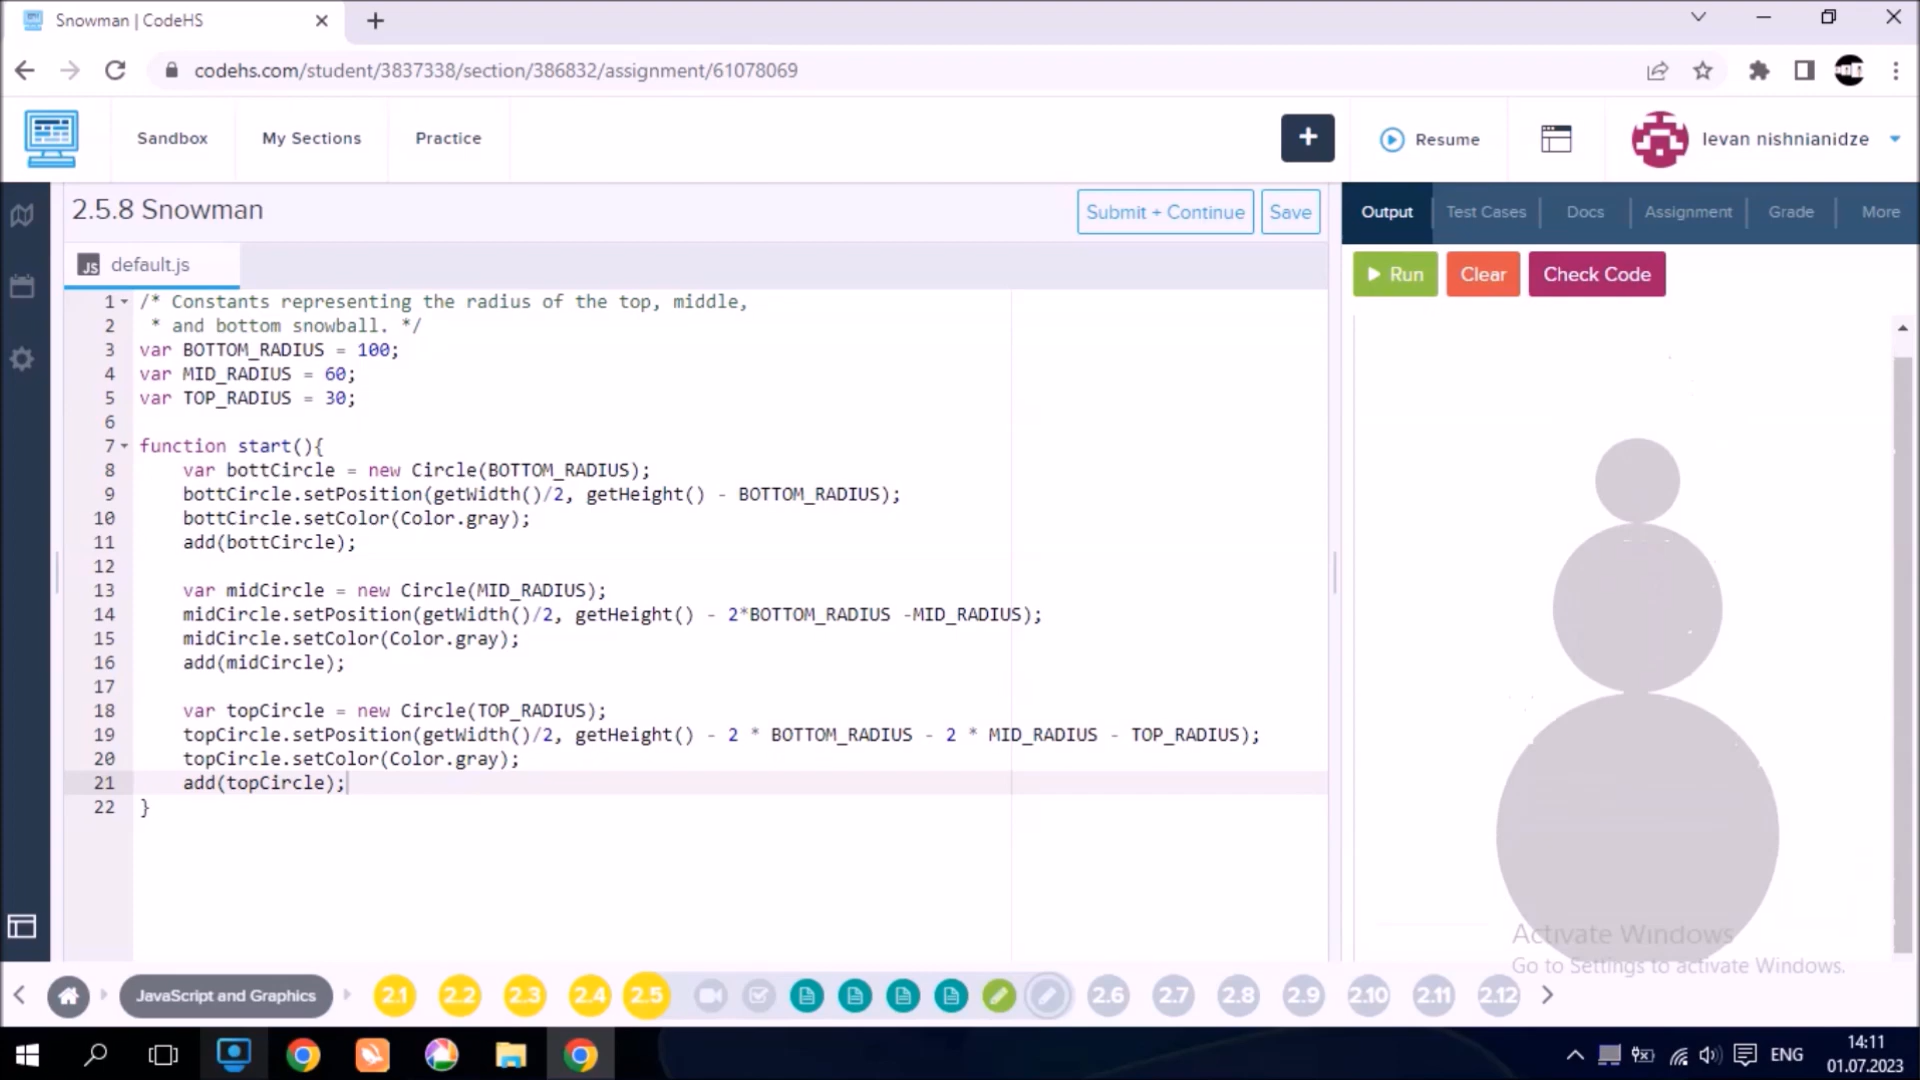 Snowman | CodeHS
codehs.com/student/3837338/section/386832/assignment/61078069
Sandbox
My Sections
Practice
+
Resume
levan nishnianidze
2.5.8 Snowman
Submit + Continue
Save
Output
Test Cases
Docs
Assignment
Grade
More
JS default.js
Run
Clear
Check Code
1 /* Constants representing the radius of the top, middle,
2 * and bottom snowball. */
3 var BOTTOM_RADIUS = 100;
4 var MID_RADIUS = 60;
5 var TOP_RADIUS = 30;
6
7 function start(){
8 var bottCircle = new Circle(BOTTOM_RADIUS);
9 bottCircle.setPosition(getWidth()/2, getHeight() - BOTTOM_RADIUS);
10 bottCircle.setColor(Color.gray);
11 add(bottCircle);
12
13 var midCircle = new Circle(MID_RADIUS);
14 midCircle.setPosition(getWidth()/2, getHeight() - 2*BOTTOM_RADIUS -MID_RADIUS);
15 midCircle.setColor(Color.gray);
16 add(midCircle);
17
18 var topCircle = new Circle(TOP_RADIUS);
19 topCircle.setPosition(getWidth()/2, getHeight() - 2 * BOTTOM_RADIUS - 2 * MID_RADIUS - TOP_RADIUS);
20 topCircle.setColor(Color.gray);
21 add(topCircle);
22 }
Activate Windows
Go to Settings to activate Windows.
JavaScript and Graphics
2.1
2.2
2.3
2.4
2.5
2.6
2.7
2.8
2.9
2.10
2.11
2.12
ENG
14:11
01.07.2023